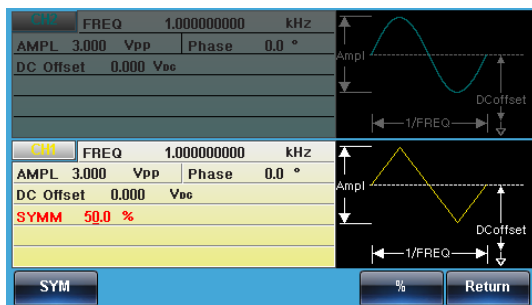 CH2 FREQ 1.000000000 kHz
AMPL 3.000 Vpp Phase 0.0 °
DC Offset 0.000 VDC
Ampl
DCoffset
1/FREQ
CH1 FREQ 1.000000000 kHz
AMPL 3.000 Vpp Phase 0.0 °
DC Offset 0.000 VDC
SYMM 50.0 %
Ampl
DCoffset
1/FREQ
SYM % Return